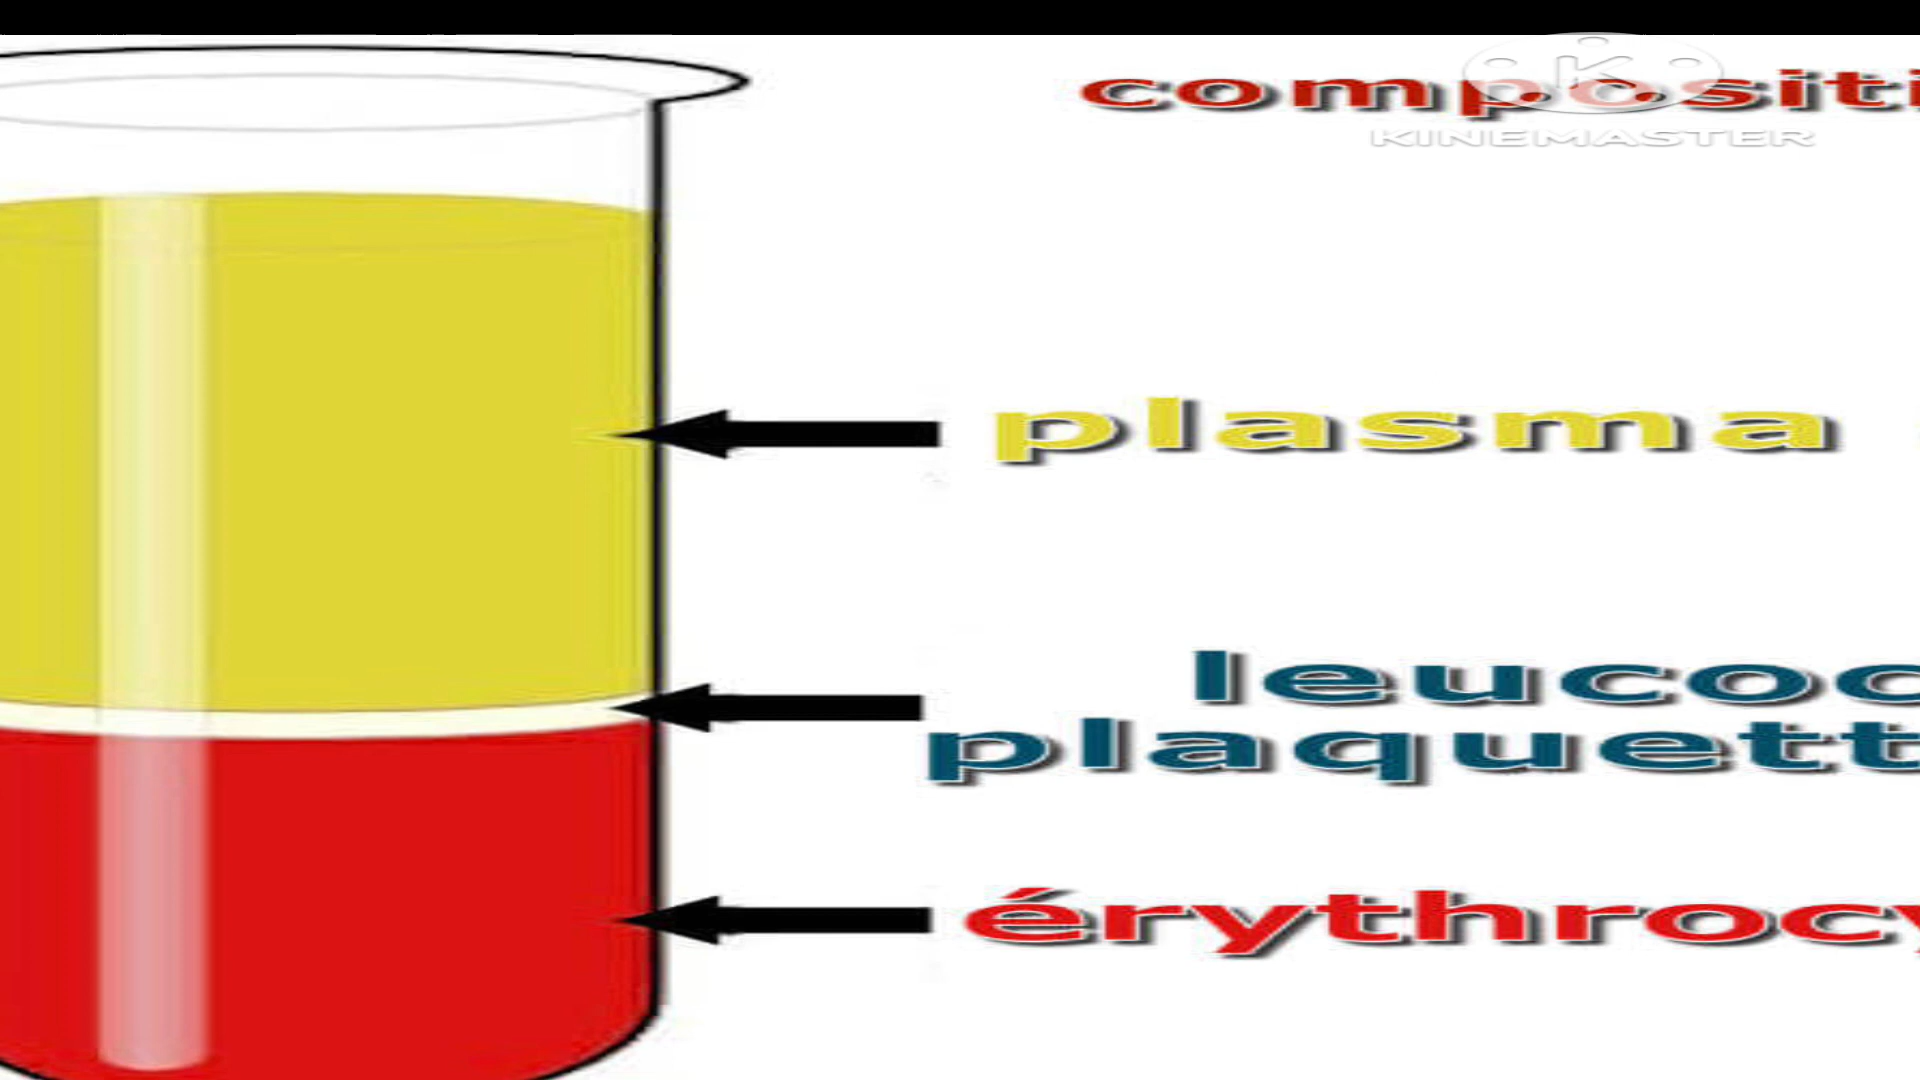 compositi
KINEMASTER
plasma
leucoc
plaquett
érythrocy